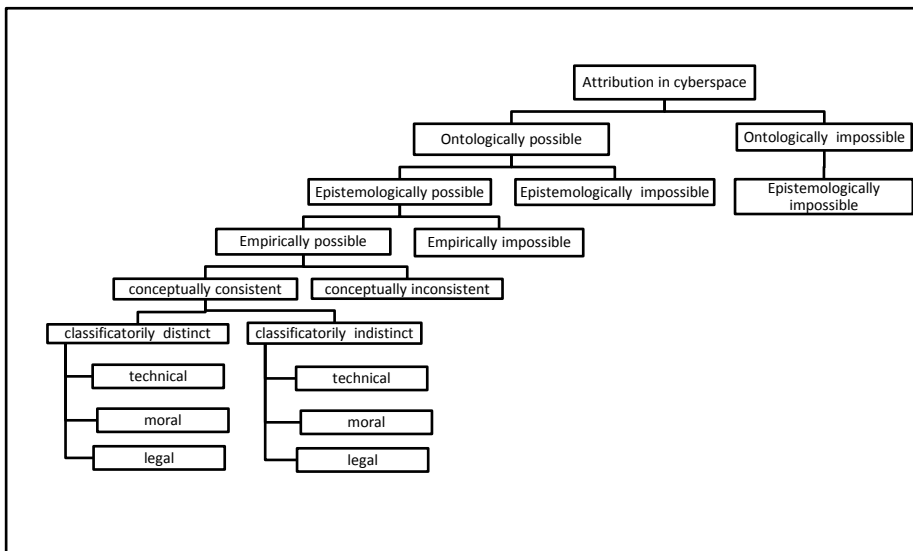 Attribution in cyberspace
Ontologically possible
Ontologically impossible
Epistemologically possible
Epistemologically impossible
Epistemologically
impossible
Empirically possible
Empirically impossible
conceptually consistent
conceptually inconsistent
classificatorily distinct
classificatorily indistinct
technical
technical
moral
moral
legal
legal